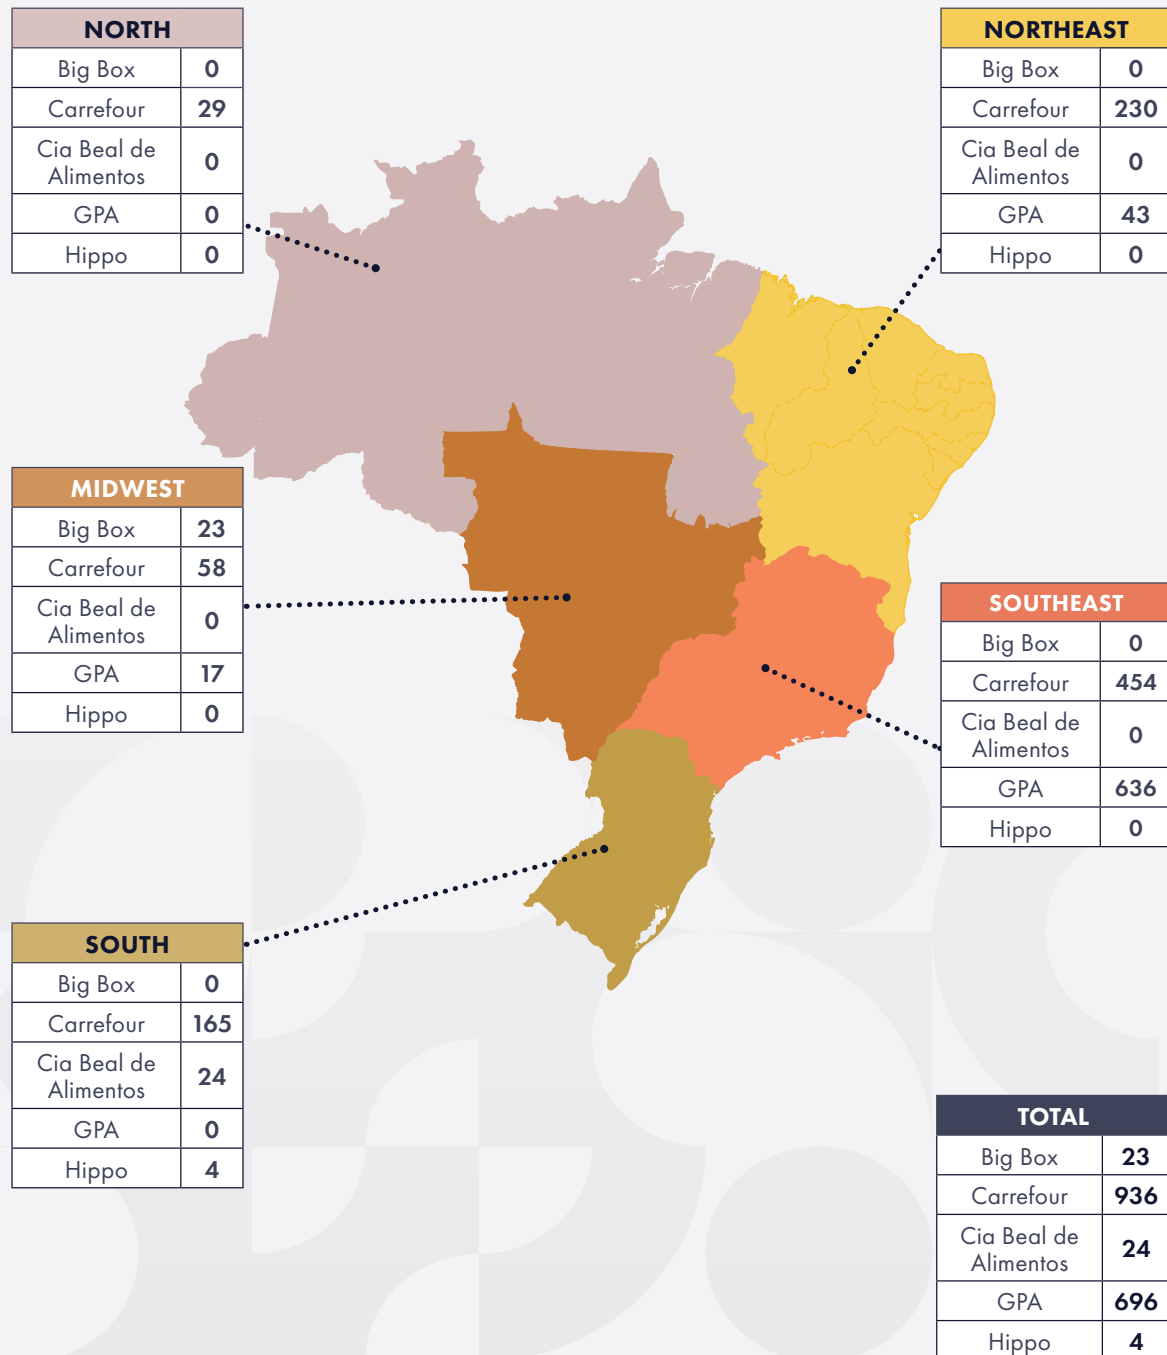 NORTH
Big Box 0
Carrefour 29
Cia Beal de
Alimentos 0
GPA 0
Hippo 0
NORTHEAST
Big Box 0
Carrefour 230
Cia Beal de
Alimentos 0
GPA 43
Hippo 0
MIDWEST
Big Box 23
Carrefour 58
Cia Beal de
Alimentos 0
GPA 17
Hippo 0
SOUTHEAST
Big Box 0
Carrefour 454
Cia Beal de
Alimentos 0
GPA 636
Hippo 0
SOUTH
Big Box 0
Carrefour 165
Cia Beal de
Alimentos 24
GPA 0
Hippo 4
TOTAL
Big Box 23
Carrefour 936
Cia Beal de
Alimentos 24
GPA 696
Hippo 4